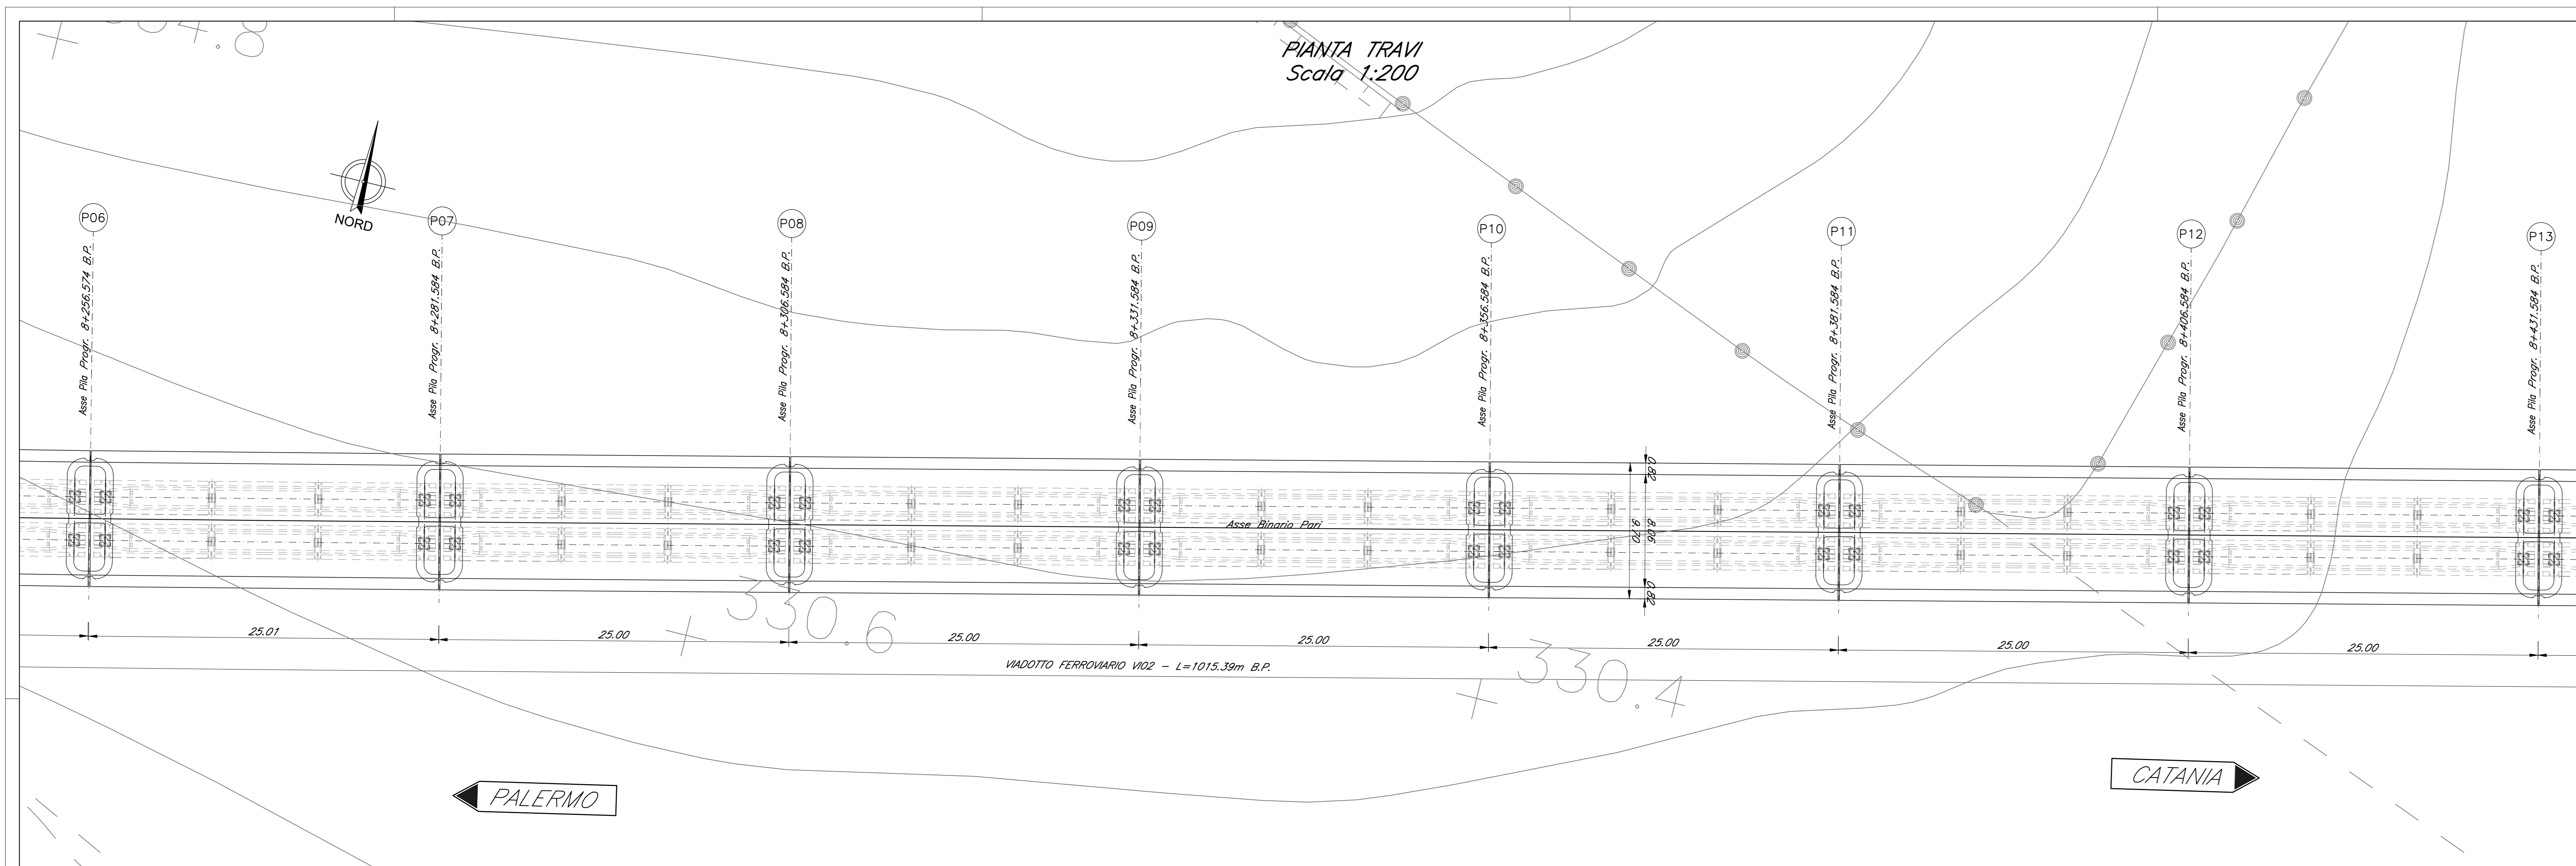 PIANTA TRAVI
Scala 1:200
NORD
P06
P07
P08
P09
P10
P11
P12
P13
Asse Pila Progr. 8+256.574 B.P.
Asse Pila Progr. 8+281.584 B.P.
Asse Pila Progr. 8+306.584 B.P.
Asse Pila Progr. 8+331.584 B.P.
Asse Pila Progr. 8+356.584 B.P.
Asse Pila Progr. 8+381.584 B.P.
Asse Pila Progr. 8+406.584 B.P.
Asse Pila Progr. 8+431.584 B.P.
Asse Binario Pari
0.82
9.70
8.06
0.82
25.01
25.00
25.00
25.00
25.00
25.00
25.00
330.6
VIADOTTO FERROVIARIO VI02 - L=1015.39m B.P.
330.4
PALERMO
CATANIA